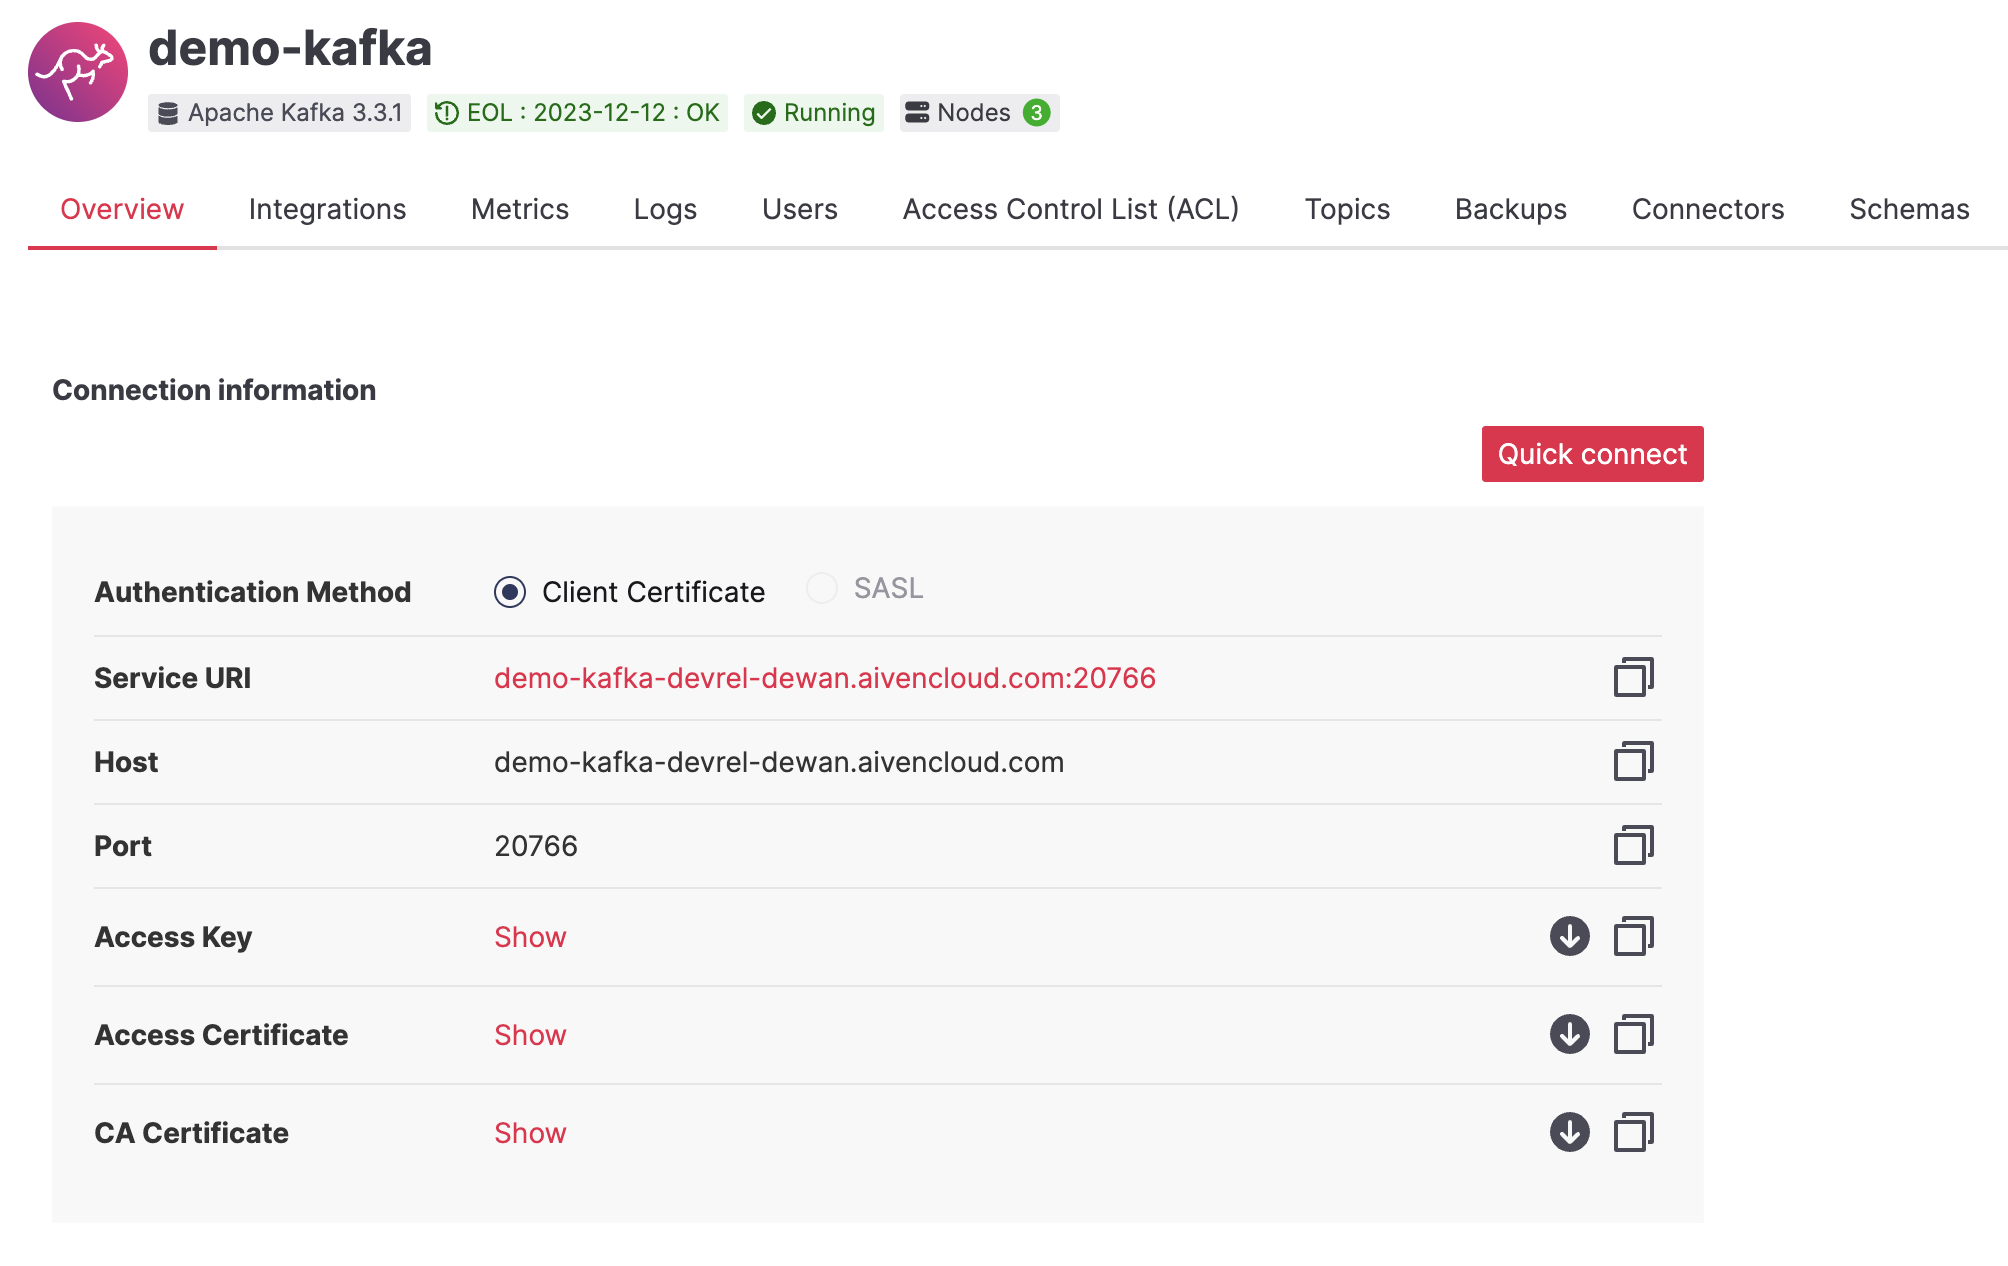 demo-kafka
Apache Kafka 3.3.1 EOL : 2023-12-12 : OK Running Nodes 3
Overview Integrations Metrics Logs Users Access Control List (ACL) Topics Backups Connectors Schemas
Connection information
Quick connect
Authentication Method Client Certificate SASL
Service URI demo-kafka-devrel-dewan.aivencloud.com:20766
Host demo-kafka-devrel-dewan.aivencloud.com
Port 20766
Access Key Show
Access Certificate Show
CA Certificate Show